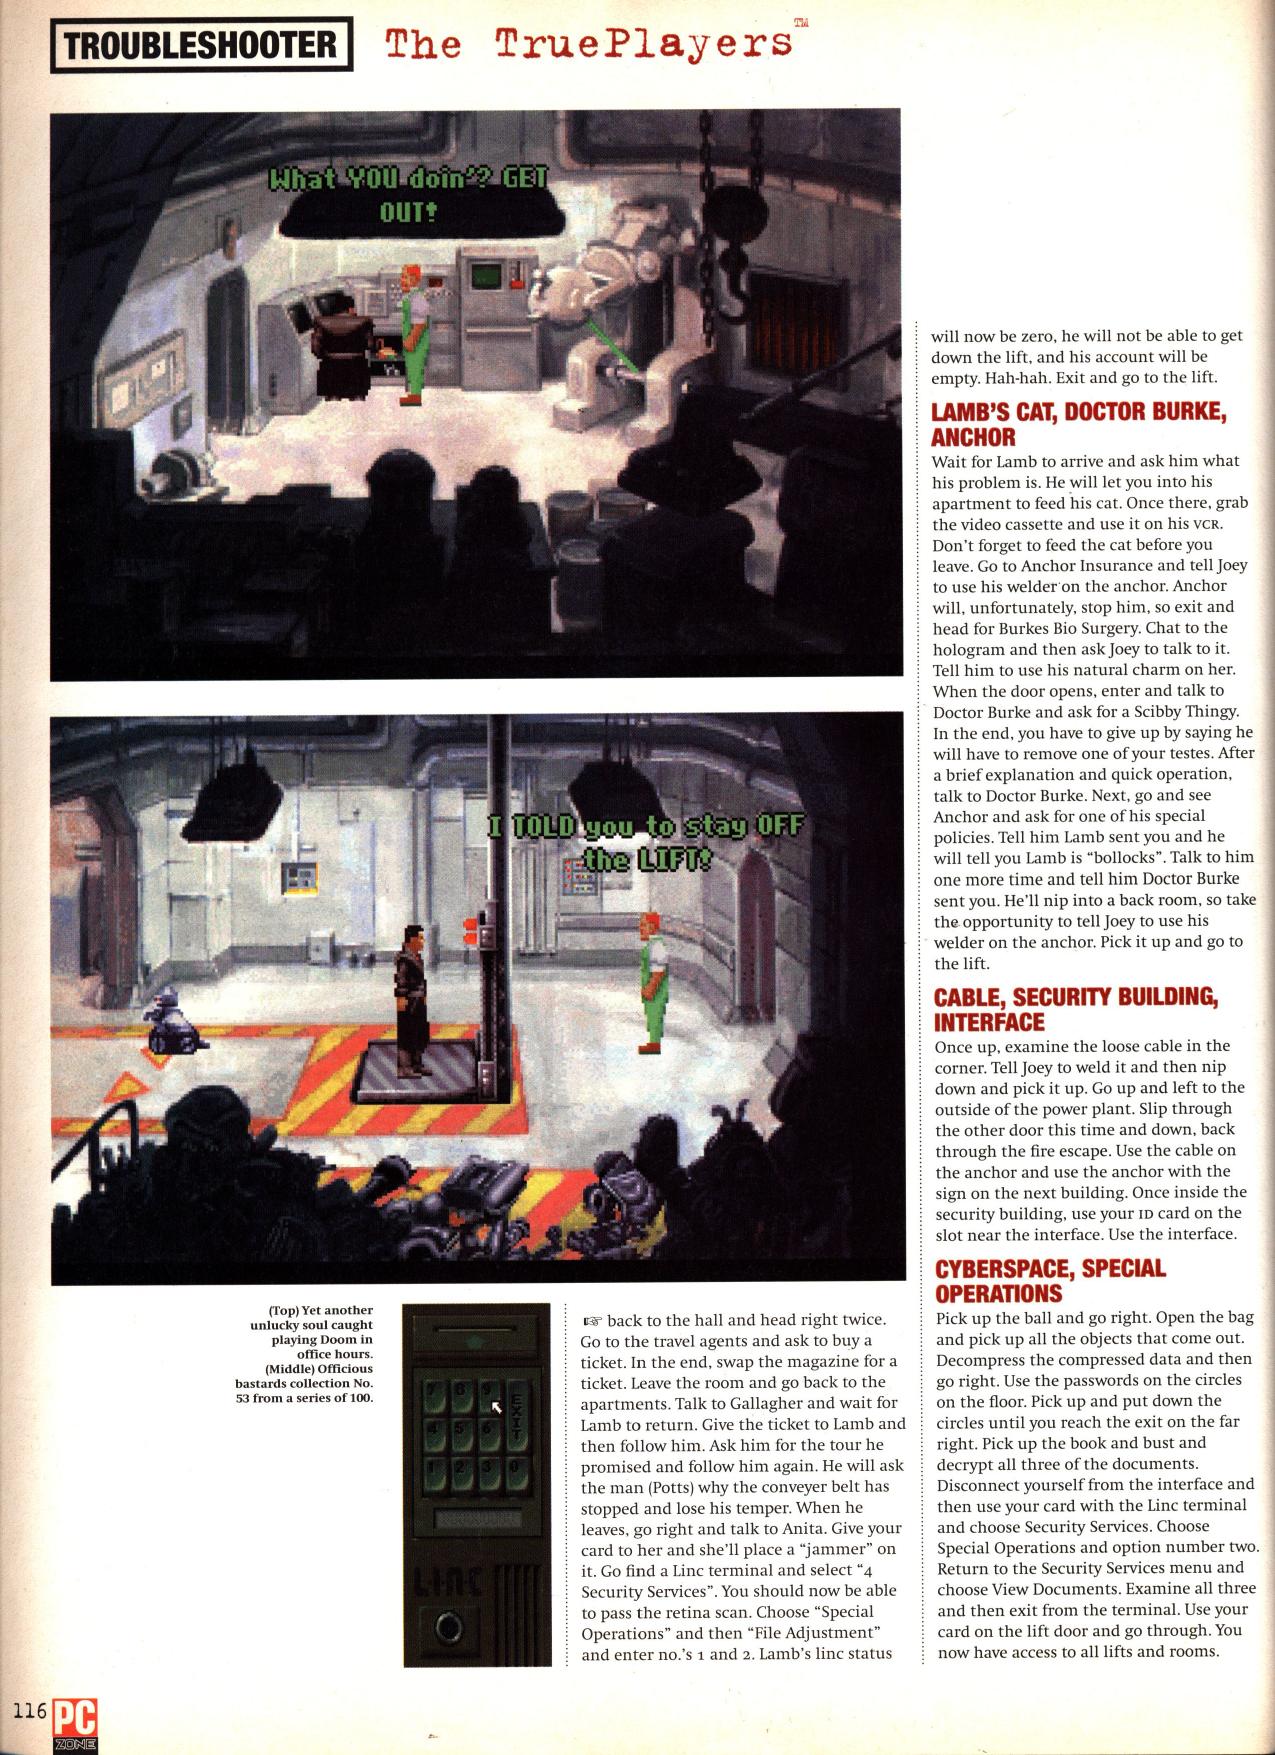 TROUBLESHOOTER
The TruePlayers™
What YOU doin'? GET
OUT!
I TOLD you to stay OFF
the LIFT!
(Top) Yet another
unlucky soul caught
playing Doom in
office hours.
(Middle) Officious
bastards collection No.
53 from a series of 100.
7 8 9
4 5 6
1 2 3 0
EXIT
LINC
☞ back to the hall and head right twice.
Go to the travel agents and ask to buy a
ticket. In the end, swap the magazine for a
ticket. Leave the room and go back to the
apartments. Talk to Gallagher and wait for
Lamb to return. Give the ticket to Lamb and
then follow him. Ask him for the tour he
promised and follow him again. He will ask
the man (Potts) why the conveyer belt has
stopped and lose his temper. When he
leaves, go right and talk to Anita. Give your
card to her and she'll place a “jammer” on
it. Go find a Linc terminal and select “4
Security Services”. You should now be able
to pass the retina scan. Choose “Special
Operations” and then “File Adjustment”
and enter no.'s 1 and 2. Lamb's linc status
will now be zero, he will not be able to get
down the lift, and his account will be
empty. Hah-hah. Exit and go to the lift.
LAMB'S CAT, DOCTOR BURKE,
ANCHOR
Wait for Lamb to arrive and ask him what
his problem is. He will let you into his
apartment to feed his cat. Once there, grab
the video cassette and use it on his VCR.
Don't forget to feed the cat before you
leave. Go to Anchor Insurance and tell Joey
to use his welder on the anchor. Anchor
will, unfortunately, stop him, so exit and
head for Burkes Bio Surgery. Chat to the
hologram and then ask Joey to talk to it.
Tell him to use his natural charm on her.
When the door opens, enter and talk to
Doctor Burke and ask for a Scibby Thingy.
In the end, you have to give up by saying he
will have to remove one of your testes. After
a brief explanation and quick operation,
talk to Doctor Burke. Next, go and see
Anchor and ask for one of his special
policies. Tell him Lamb sent you and he
will tell you Lamb is “bollocks”. Talk to him
one more time and tell him Doctor Burke
sent you. He'll nip into a back room, so take
the opportunity to tell Joey to use his
welder on the anchor. Pick it up and go to
the lift.
CABLE, SECURITY BUILDING,
INTERFACE
Once up, examine the loose cable in the
corner. Tell Joey to weld it and then nip
down and pick it up. Go up and left to the
outside of the power plant. Slip through
the other door this time and down, back
through the fire escape. Use the cable on
the anchor and use the anchor with the
sign on the next building. Once inside the
security building, use your ID card on the
slot near the interface. Use the interface.
CYBERSPACE, SPECIAL
OPERATIONS
Pick up the ball and go right. Open the bag
and pick up all the objects that come out.
Decompress the compressed data and then
go right. Use the passwords on the circles
on the floor. Pick up and put down the
circles until you reach the exit on the far
right. Pick up the book and bust and
decrypt all three of the documents.
Disconnect yourself from the interface and
then use your card with the Linc terminal
and choose Security Services. Choose
Special Operations and option number two.
Return to the Security Services menu and
choose View Documents. Examine all three
and then exit from the terminal. Use your
card on the lift door and go through. You
now have access to all lifts and rooms.
116
PC
ZONE